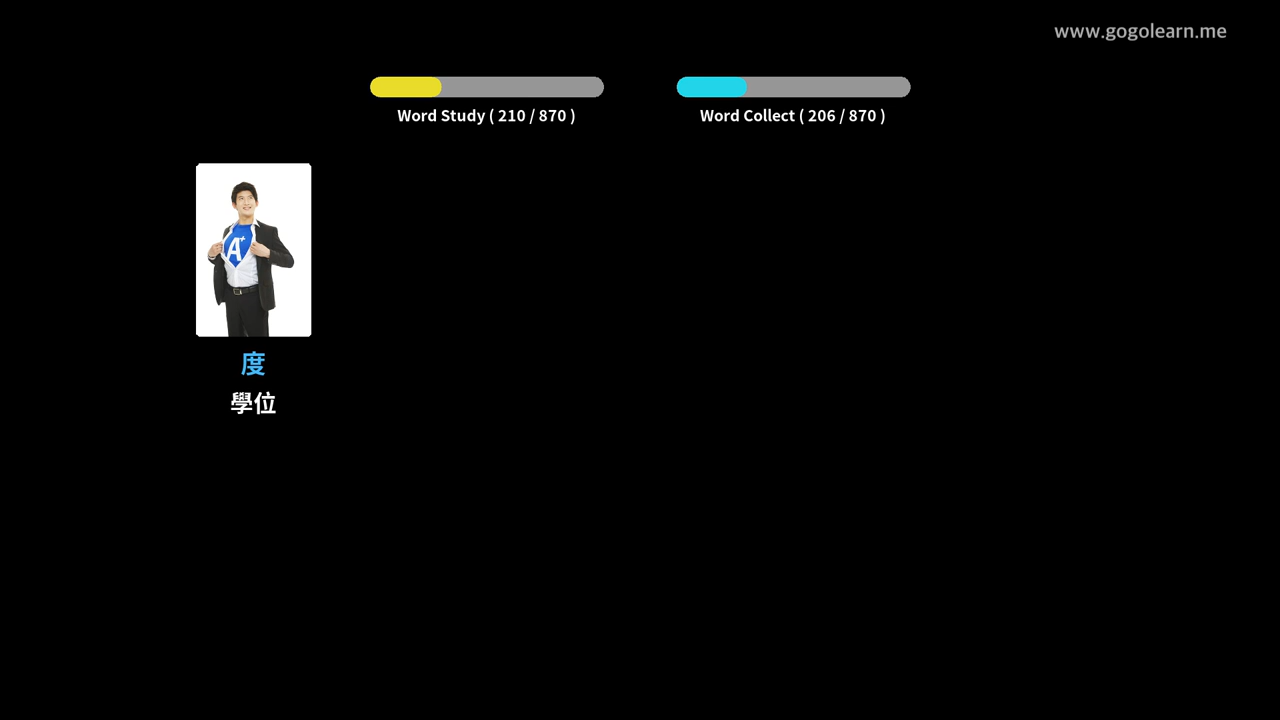 www.gogolearn.me
Word Study ( 210 / 870 )
Word Collect ( 206 / 870 )
A+
度
學位